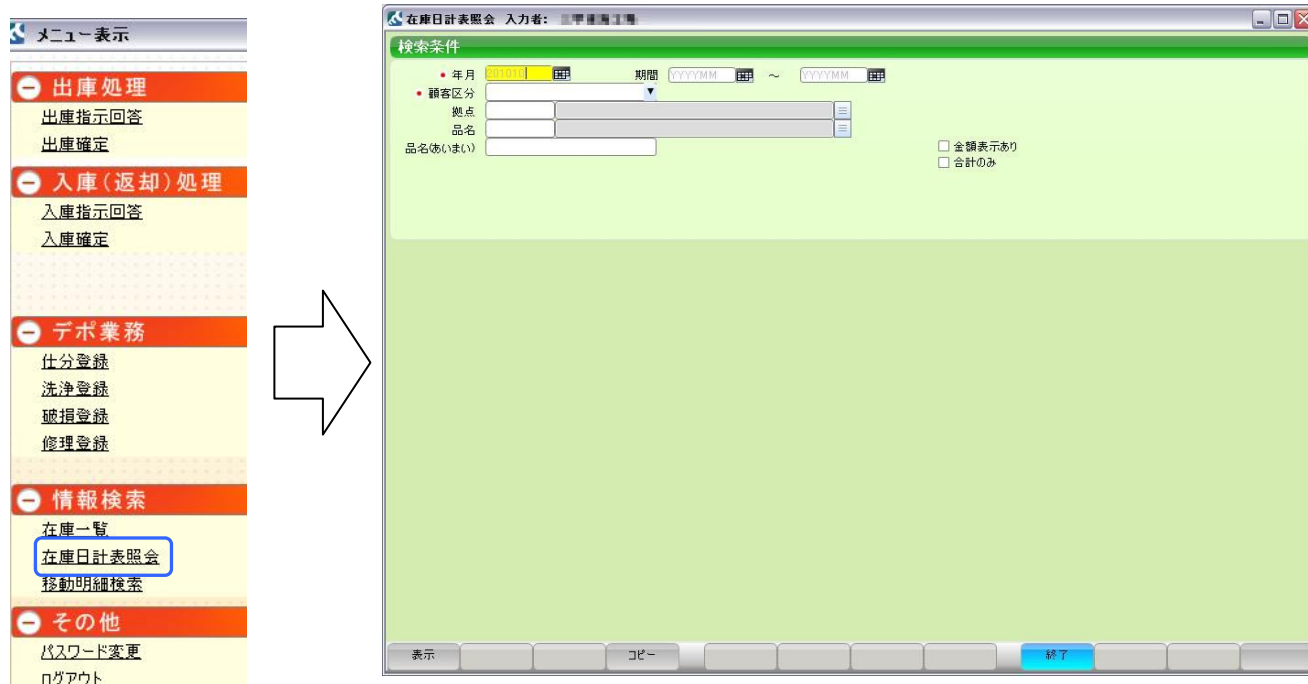 メニュー表示
出庫処理
出庫指示回答
出庫確定
入庫(返却)処理
入庫指示回答
入庫確定
デポ業務
仕分登録
洗浄登録
破損登録
修理登録
情報検索
在庫一覧
在庫日計表照会
移動明細検索
その他
パスワード変更
ログアウト
在庫日計表照会 入力者:
検索条件
• 年月 201010 期間 YYYYMM ~ YYYYMM
• 顧客区分
拠点
品名
品名(あいまい) 金額表示あり
合計のみ
表示 コピー 終了